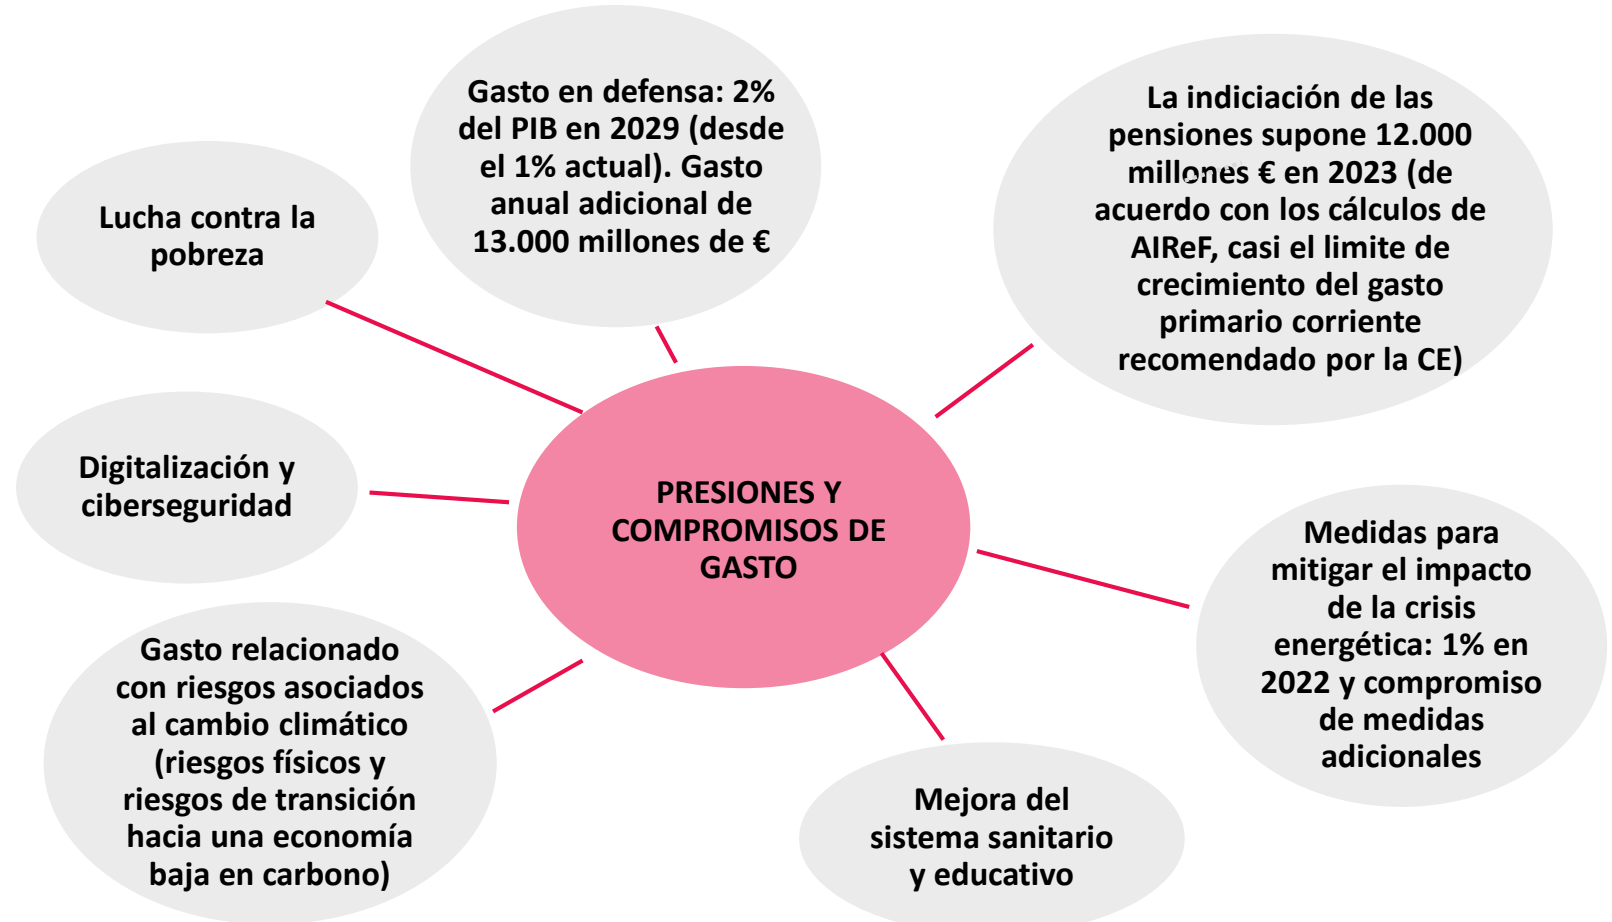 Gasto en defensa: 2%
del PIB en 2029 (desde
el 1% actual). Gasto
anual adicional de
13.000 millones de €
La indiciación de las
pensiones supone 12.000
millones € en 2023 (de
acuerdo con los cálculos de
AIReF, casi el limite de
crecimiento del gasto
primario corriente
recomendado por la CE)
Lucha contra la
pobreza
Digitalización y
ciberseguridad
PRESIONES Y
COMPROMISOS DE
GASTO
Medidas para
mitigar el impacto
de la crisis
energética: 1% en
2022 y compromiso
de medidas
adicionales
Gasto relacionado
con riesgos asociados
al cambio climático
(riesgos físicos y
riesgos de transición
hacia una economía
baja en carbono)
Mejora del
sistema sanitario
y educativo